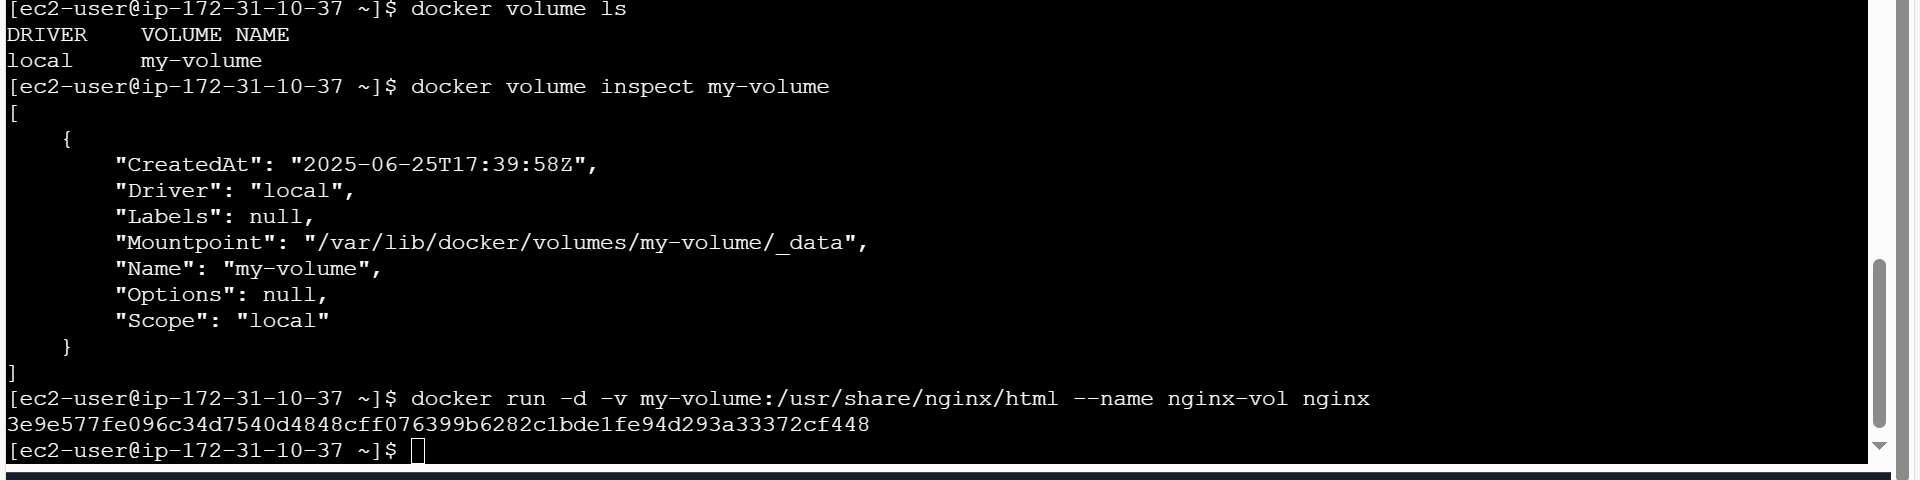 [ec2-user@ip-172-31-10-37 ~]$ docker volume ls
DRIVER    VOLUME NAME
local     my-volume
[ec2-user@ip-172-31-10-37 ~]$ docker volume inspect my-volume
[
    {
        "CreatedAt": "2025-06-25T17:39:58Z",
        "Driver": "local",
        "Labels": null,
        "Mountpoint": "/var/lib/docker/volumes/my-volume/_data",
        "Name": "my-volume",
        "Options": null,
        "Scope": "local"
    }
]
[ec2-user@ip-172-31-10-37 ~]$ docker run -d -v my-volume:/usr/share/nginx/html --name nginx-vol nginx
3e9e577fe096c34d7540d4848cff076399b6282c1bde1fe94d293a33372cf448
[ec2-user@ip-172-31-10-37 ~]$